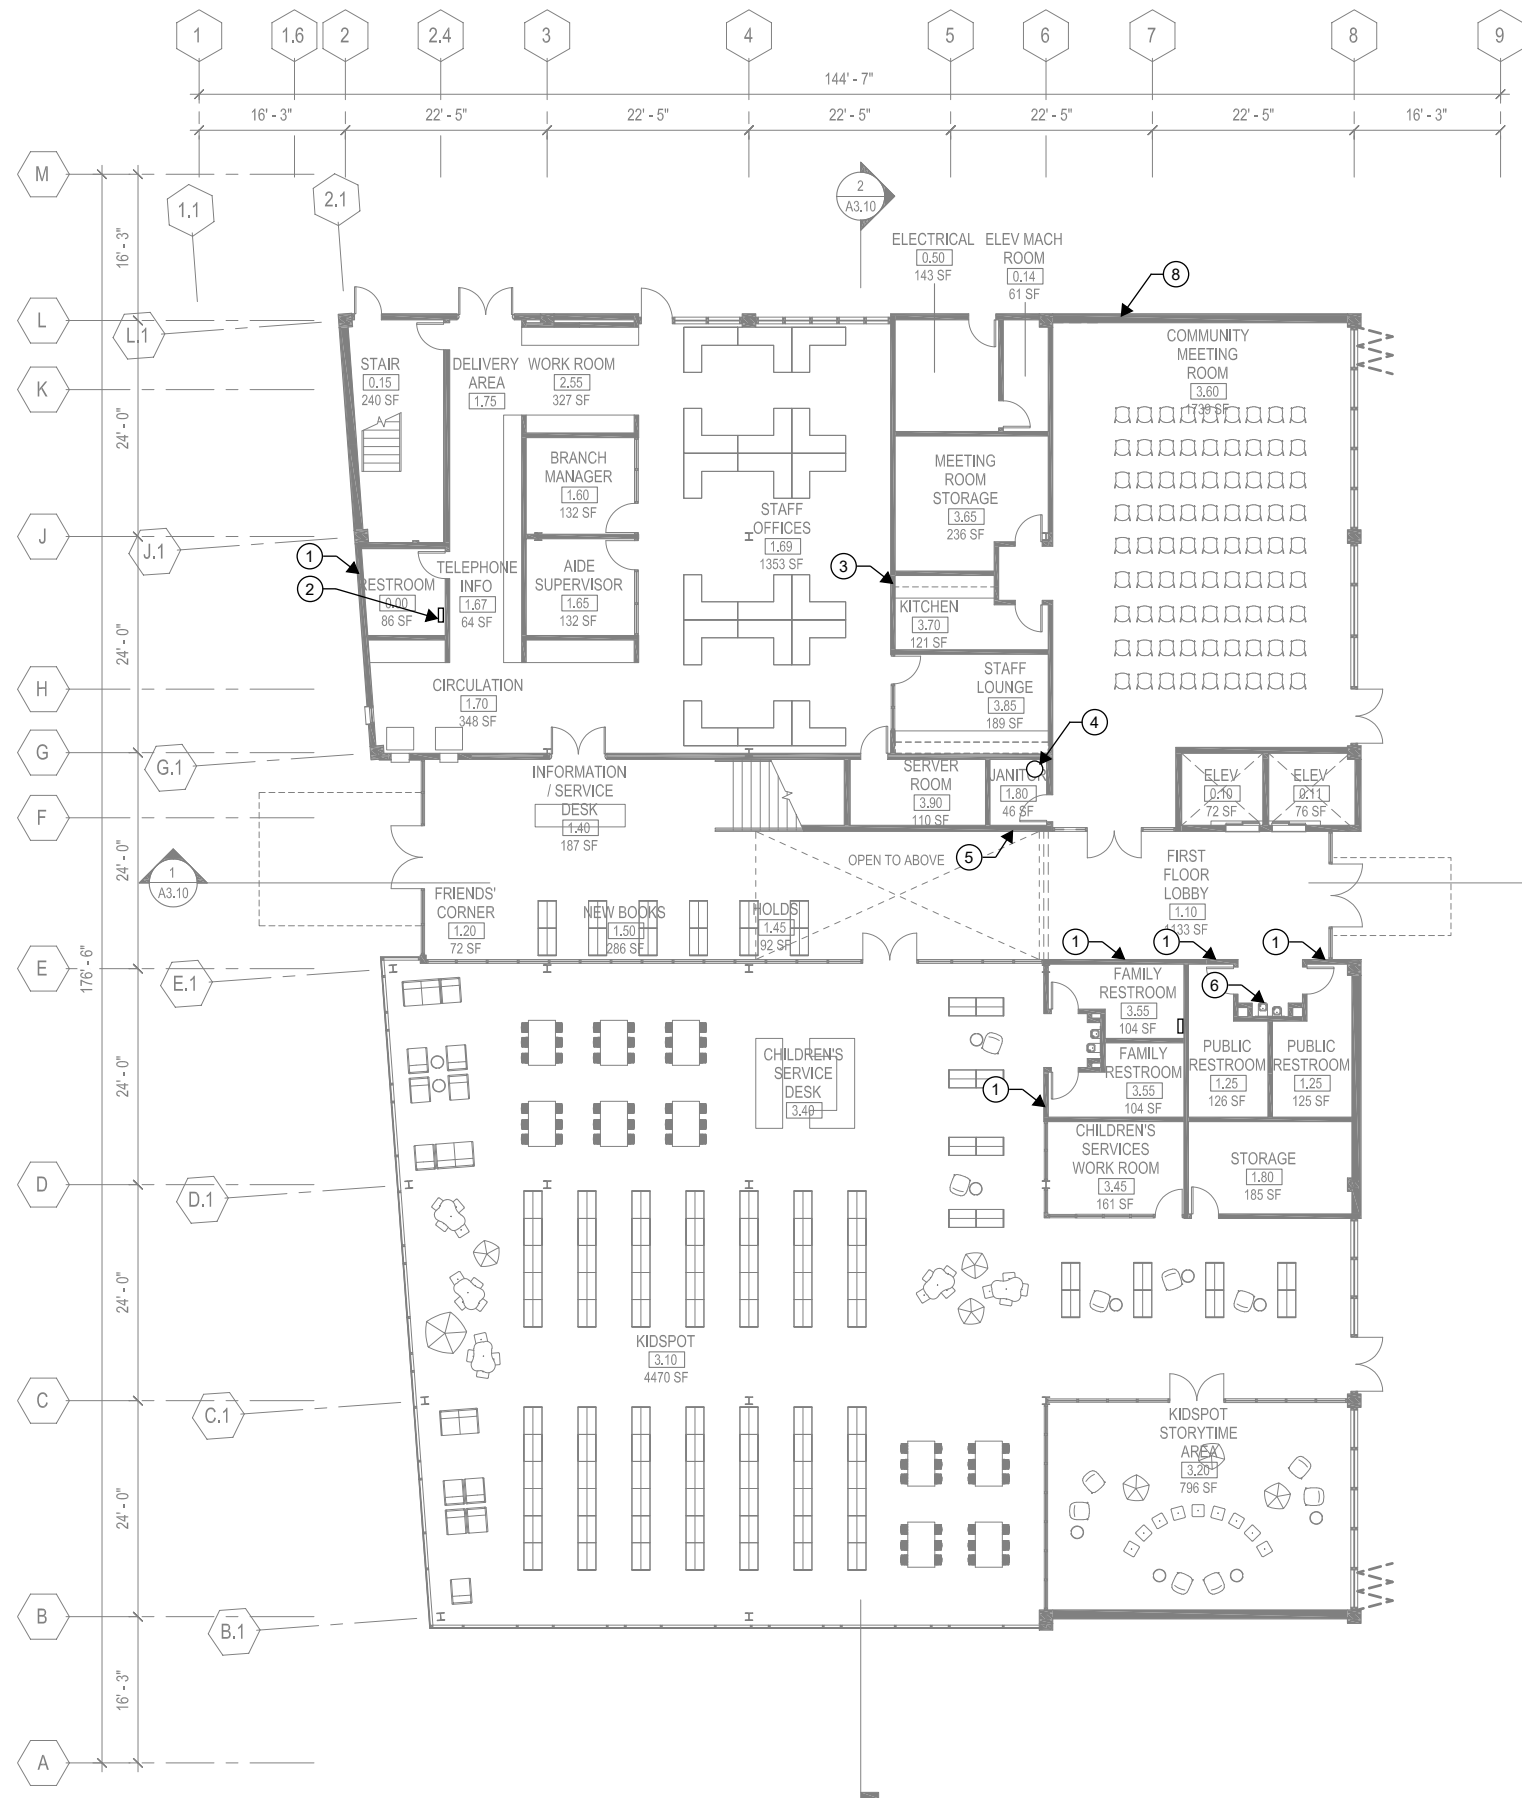 1
1.6
2
2.4
3
4
5
6
7
8
9
144' - 7"
16' - 3"
22' - 5"
22' - 5"
22' - 5"
22' - 5"
22' - 5"
16' - 3"
M
1.1
2.1
2
A3.10
16' - 3"
ELECTRICAL
0.50
143 SF
ELEV MACH
ROOM
0.14
61 SF
8
L
L.1
COMMUNITY
MEETING
ROOM
3.60
1739 SF
STAIR
0.15
240 SF
DELIVERY
AREA
1.75
WORK ROOM
2.55
327 SF
K
24' - 0"
BRANCH
MANAGER
1.60
132 SF
MEETING
ROOM
STORAGE
3.65
236 SF
STAFF
OFFICES
1.69
1353 SF
J
J.1
1
2
3
RESTROOM
0.00
86 SF
TELEPHONE
INFO
1.67
64 SF
AIDE
SUPERVISOR
1.65
132 SF
KITCHEN
3.70
121 SF
24' - 0"
H
CIRCULATION
1.70
348 SF
STAFF
LOUNGE
3.85
189 SF
4
G
G.1
INFORMATION
/ SERVICE
DESK
1.40
187 SF
SERVER
ROOM
3.90
110 SF
JANITOR
1.80
46 SF
ELEV
0.10
72 SF
ELEV
0.11
76 SF
F
24' - 0"
OPEN TO ABOVE
5
FIRST
FLOOR
LOBBY
1.10
1133 SF
1
A3.10
FRIENDS'
CORNER
1.20
72 SF
NEW BOOKS
1.50
286 SF
HOLDS
1.45
92 SF
1
1
1
E
176' - 6"
E.1
6
FAMILY
RESTROOM
3.55
104 SF
CHILDREN'S
SERVICE
DESK
3.40
FAMILY
RESTROOM
3.55
104 SF
PUBLIC
RESTROOM
1.25
126 SF
PUBLIC
RESTROOM
1.25
125 SF
24' - 0"
1
CHILDREN'S
SERVICES
WORK ROOM
3.45
161 SF
STORAGE
1.80
185 SF
D
D.1
24' - 0"
KIDSPOT
3.10
4470 SF
C
C.1
KIDSPOT
STORYTIME
AREA
3.20
796 SF
24' - 0"
B
B.1
16' - 3"
A